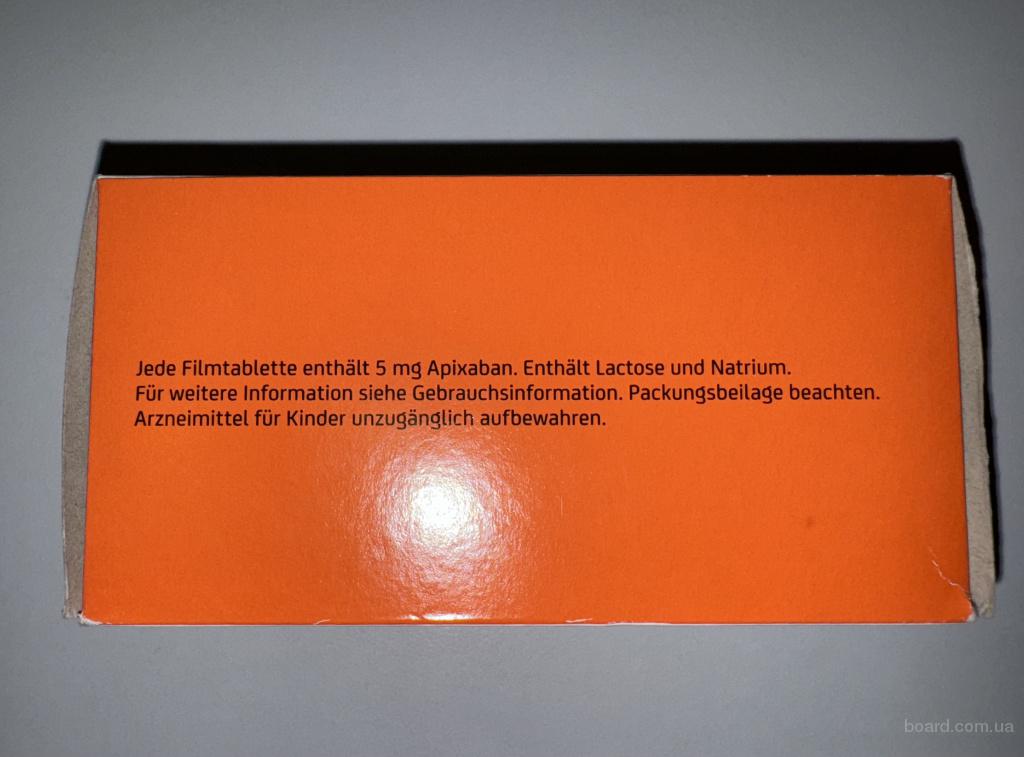 Jede Filmtablette enthält 5 mg Apixaban. Enthält Lactose und Natrium.
Für weitere Information siehe Gebrauchsinformation. Packungsbeilage beachten.
Arzneimittel für Kinder unzugänglich aufbewahren.
board.com.ua